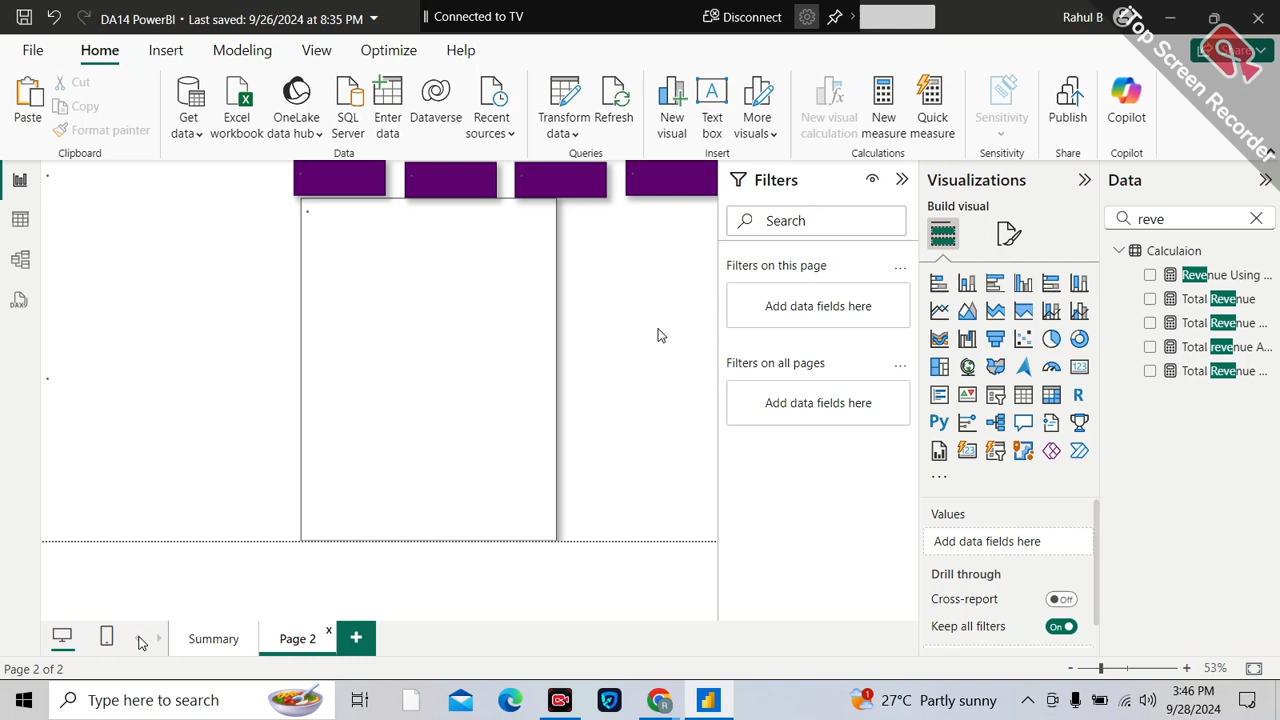 DA14 PowerBI • Last saved: 9/26/2024 at 8:35 PM
Connected to TV
Disconnect
Rahul B
iTop Screen Recorder
File Home Insert Modeling View Optimize Help
Share
Paste
Cut
Copy
Format painter
Clipboard
Get data
Excel workbook
OneLake data hub
SQL Server
Enter data
Dataverse
Recent sources
Data
Transform data
Refresh
Queries
New visual
Text box
More visuals
Insert
New visual calculation
New measure
Quick measure
Calculations
Sensitivity
Sensitivity
Publish
Share
Copilot
Copilot
DAX
Filters
Search
Filters on this page ...
Add data fields here
Filters on all pages ...
Add data fields here
Visualizations
Build visual
123
R
Py
123
...
Values
Add data fields here
Drill through
Cross-report Off
Keep all filters On
Data
reve
Calculaion
Revenue Using ...
Total Revenue
Total Revenue ...
Total revenue A...
Total Revenue ...
Summary
Page 2 x
Page 2 of 2
- + 53%
Type here to search
R
1
27°C Partly sunny
3:46 PM
9/28/2024